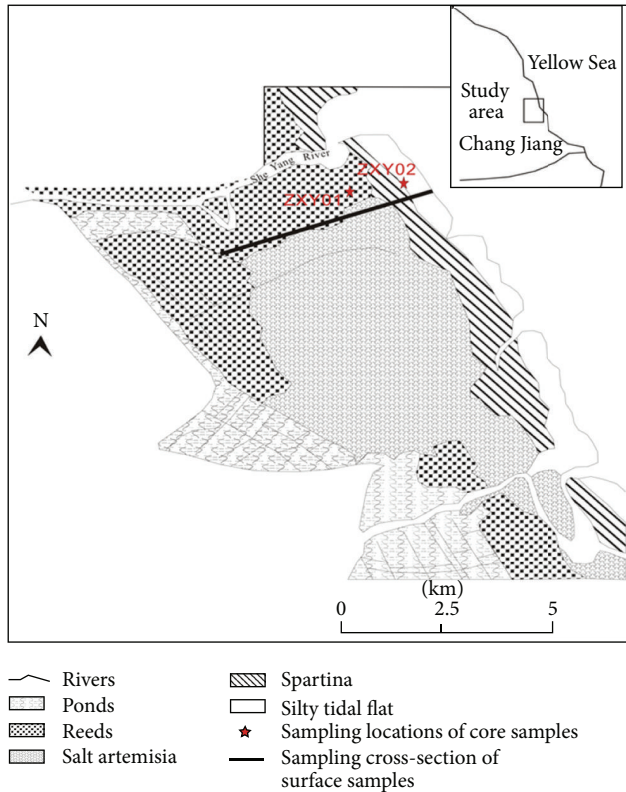 Yellow Sea
Study
area
Chang Jiang
She Yang River
ZXY02
ZXY01
N
(km)
0 2.5 5
Rivers
Ponds
Reeds
Salt artemisia
Spartina
Silty tidal flat
Sampling locations of core samples
Sampling cross-section of
surface samples